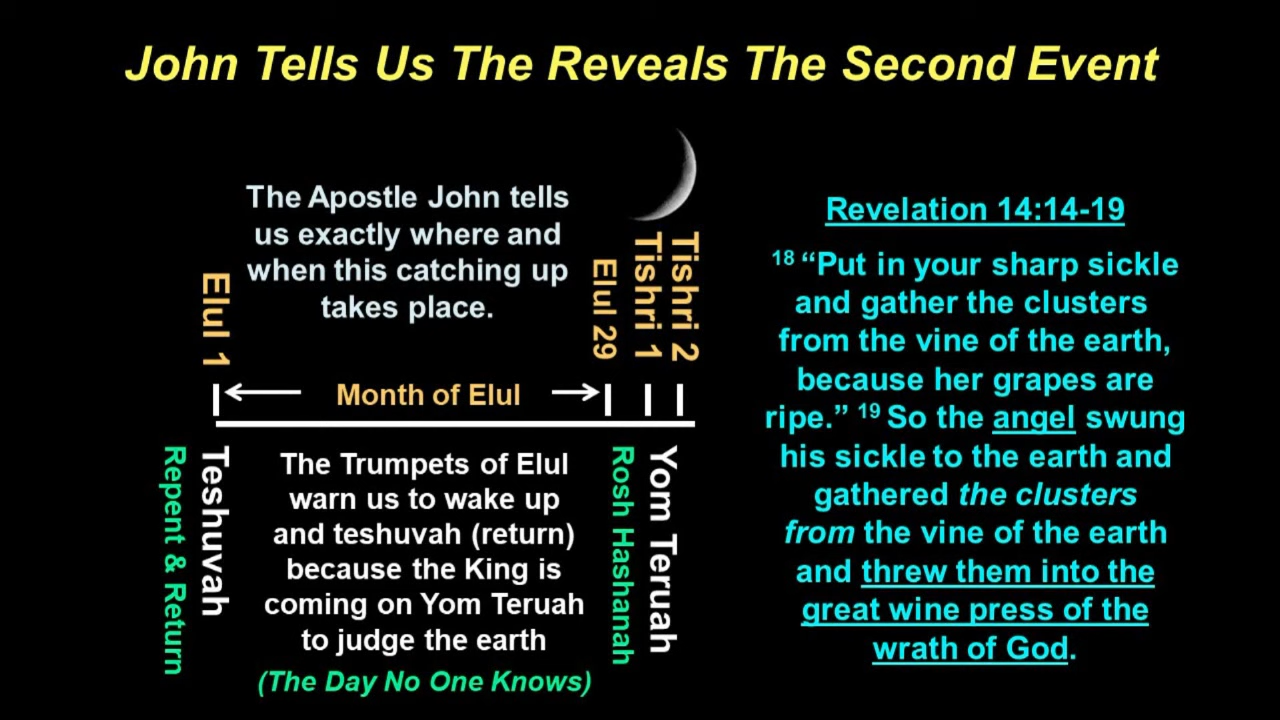 John Tells Us The Reveals The Second Event
The Apostle John tells
us exactly where and
when this catching up
takes place.
Elul 1
Elul 29
Tishri 1
Tishri 2
Month of Elul
Repent & Return
Teshuvah
The Trumpets of Elul
warn us to wake up
and teshuvah (return)
because the King is
coming on Yom Teruah
to judge the earth
(The Day No One Knows)
Rosh Hashanah
Yom Teruah
Revelation 14:14-19
18 “Put in your sharp sickle
and gather the clusters
from the vine of the earth,
because her grapes are
ripe.” 19 So the angel swung
his sickle to the earth and
gathered the clusters
from the vine of the earth
and threw them into the
great wine press of the
wrath of God.